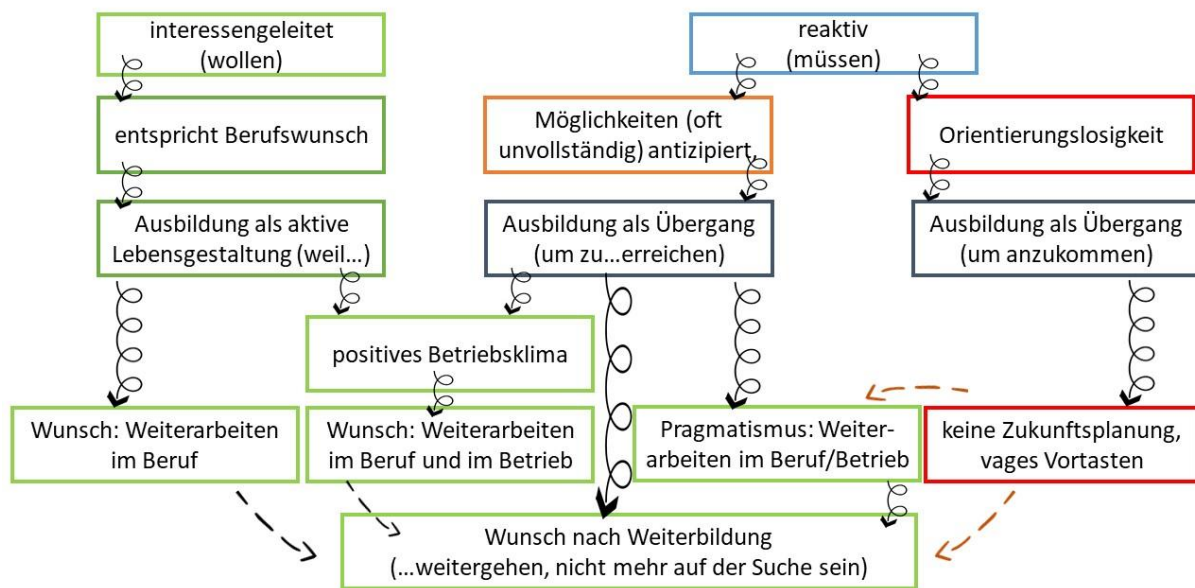 interessengeleitet
(wollen)
reaktiv
(müssen)
entspricht Berufswunsch
Möglichkeiten (oft
unvollständig) antizipiert,
Orientierungslosigkeit
Ausbildung als aktive
Lebensgestaltung (weil...)
Ausbildung als Übergang
(um zu...erreichen)
Ausbildung als Übergang
(um anzukommen)
positives Betriebsklima
Wunsch: Weiterarbeiten
im Beruf
Wunsch: Weiterarbeiten
im Beruf und im Betrieb
Pragmatismus: Weiter-
arbeiten im Beruf/Betrieb
keine Zukunftsplanung,
vages Vortasten
Wunsch nach Weiterbildung
(...weitergehen, nicht mehr auf der Suche sein)